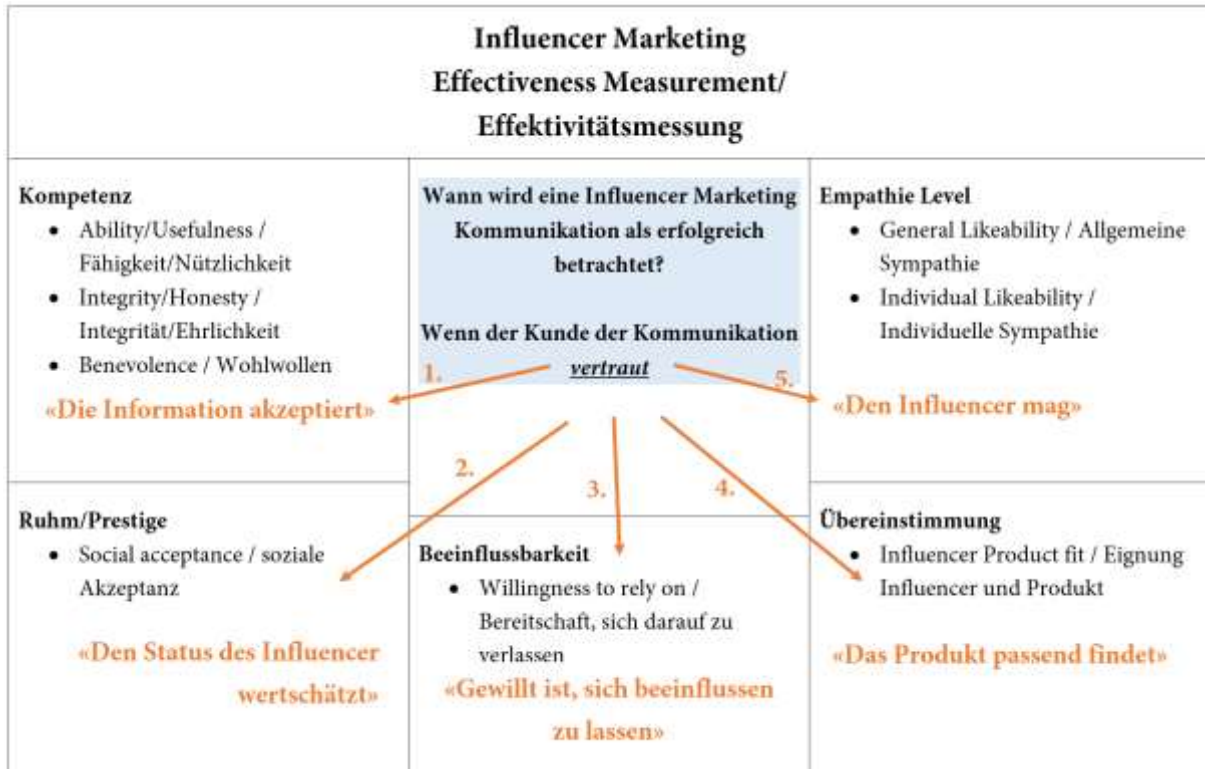 Influencer Marketing
Effectiveness Measurement/
Effektivitätsmessung
Kompetenz
• Ability/Usefulness /
Fähigkeit/Nützlichkeit
• Integrity/Honesty /
Integrität/Ehrlichkeit
• Benevolence / Wohlwollen
1.
«Die Information akzeptiert»
Wann wird eine Influencer Marketing
Kommunikation als erfolgreich
betrachtet?
Wenn der Kunde der Kommunikation
vertraut
Empathie Level
• General Likeability / Allgemeine
Sympathie
• Individual Likeability /
Individuelle Sympathie
5.
«Den Influencer mag»
2.
3.
4.
Ruhm/Prestige
• Social acceptance / soziale
Akzeptanz
«Den Status des Influencer
wertschätzt»
Beeinflussbarkeit
• Willingness to rely on /
Bereitschaft, sich darauf zu
verlassen
«Gewillt ist, sich beeinflussen
zu lassen»
Übereinstimmung
• Influencer Product fit / Eignung
Influencer und Produkt
«Das Produkt passend findet»